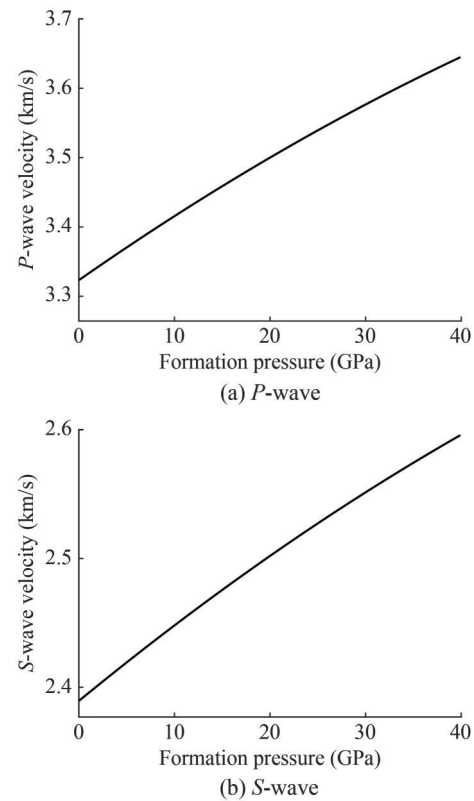 3.7
3.6
3.5
3.4
3.3
P-wave velocity (km/s)
0 10 20 30 40
Formation pressure (GPa)
(a) P-wave
2.6
2.5
2.4
S-wave velocity (km/s)
0 10 20 30 40
Formation pressure (GPa)
(b) S-wave